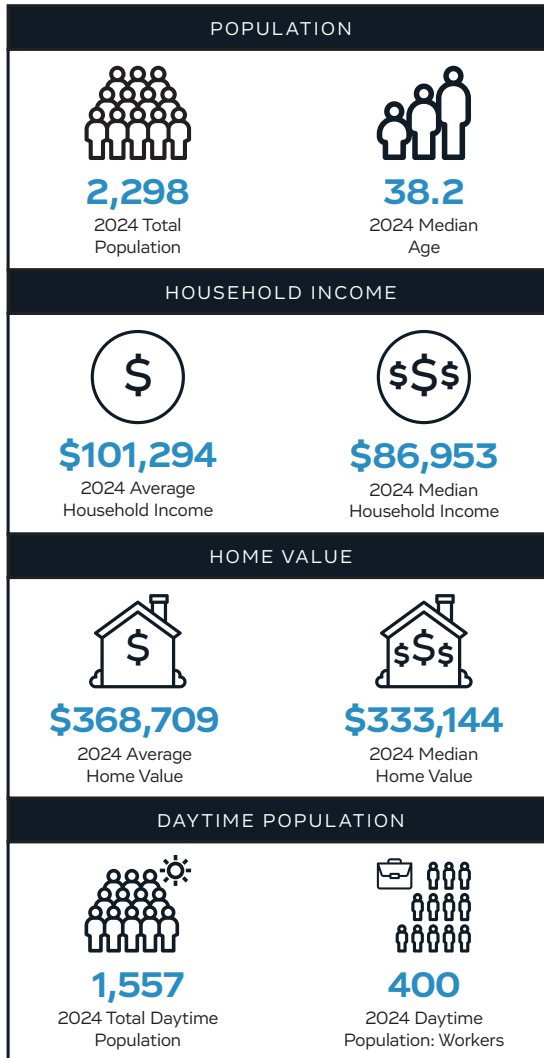 POPULATION
2,298
2024 Total
Population
38.2
2024 Median
Age
HOUSEHOLD INCOME
$
$101,294
2024 Average
Household Income
$$$
$86,953
2024 Median
Household Income
HOME VALUE
$
$368,709
2024 Average
Home Value
$$$
$333,144
2024 Median
Home Value
DAYTIME POPULATION
1,557
2024 Total Daytime
Population
400
2024 Daytime
Population: Workers